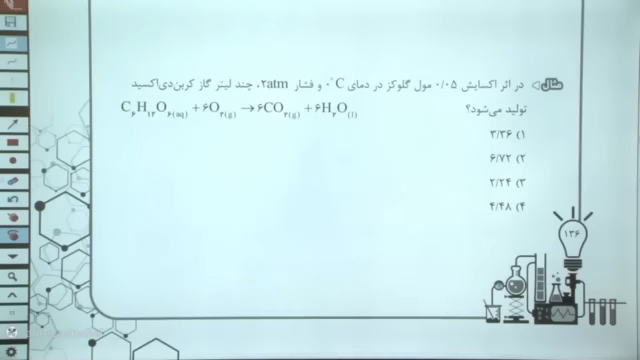 مثال در اثر اکسایش ۰/۰۵ مول گلوکز در دمای ۰°C و فشار ۲atm، چند لیتر گاز کربن‌دی‌اکسید
تولید می‌شود؟ C۶H۱۲O۶(aq) + ۶O۲(g) → ۶CO۲(g) + ۶H۲O(l)
۱) ۳/۳۶
۲) ۶/۷۲
۳) ۲/۲۴
۴) ۴/۴۸
۱۳۶